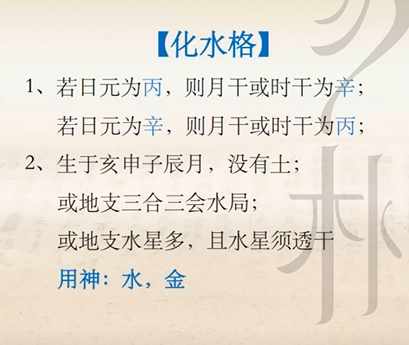 【化水格】
1、若日元为丙，则月干或时干为辛；
若日元为辛，则月干或时干为丙；
2、生于亥申子辰月，没有土；
或地支三合三会水局；
或地支水星多，且水星须透干
用神：水，金